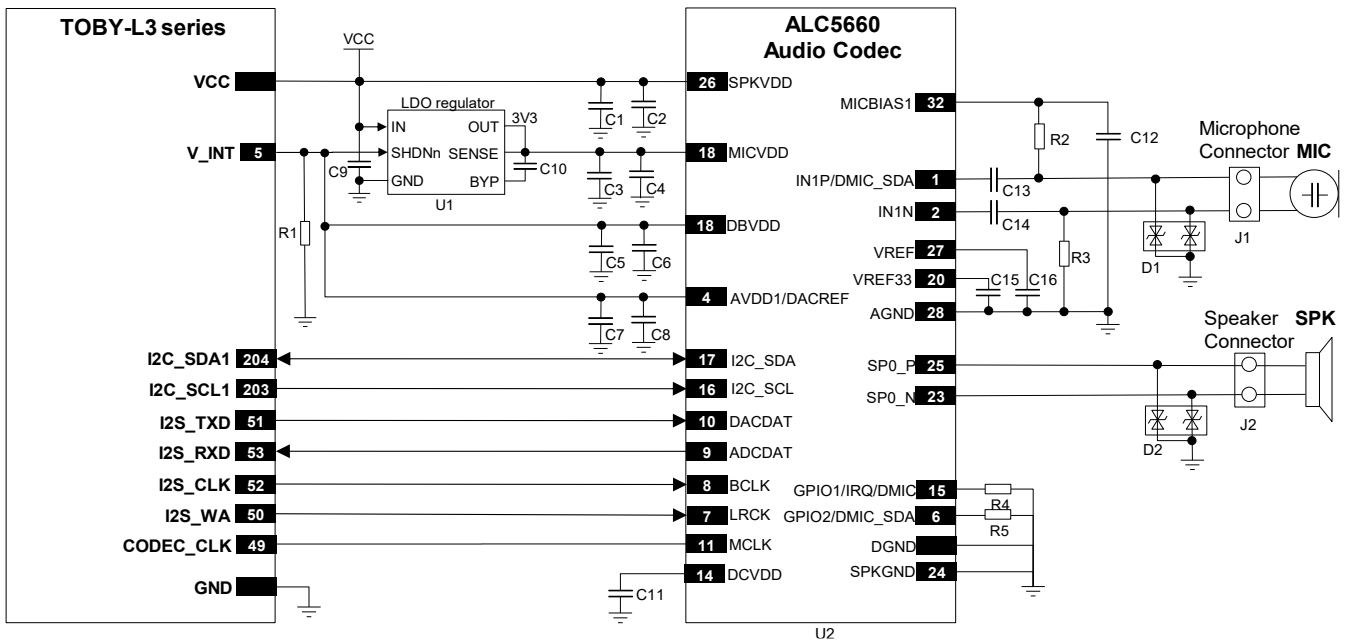 TOBY-L3 series
VCC
V_INT 5
I2C_SDA1 204
I2C_SCL1 203
I2S_TXD 51
I2S_RXD 53
I2S_CLK 52
I2S_WA 50
CODEC_CLK 49
GND
VCC
LDO regulator
IN OUT
SHDNn SENSE
GND BYP
U1
3V3
C9
C10
R1
C1 C2
C3 C4
C5 C6
C7 C8
C11
ALC5660
Audio Codec
26 SPKVDD
18 MICVDD
18 DBVDD
4 AVDD1/DACREF
17 I2C_SDA
16 I2C_SCL
10 DACDAT
9 ADCDAT
8 BCLK
7 LRCK
11 MCLK
14 DCVDD
MICBIAS1 32
IN1P/DMIC_SDA 1
IN1N 2
VREF 27
VREF33 20
AGND 28
SP0_P 25
SP0_N 23
GPIO1/IRQ/DMIC 15
GPIO2/DMIC_SDA 6
DGND
SPKGND 24
U2
R2
C12
C13
C14
R3
C15 C16
Microphone
Connector MIC
J1
D1
Speaker SPK
Connector
J2
D2
R4
R5